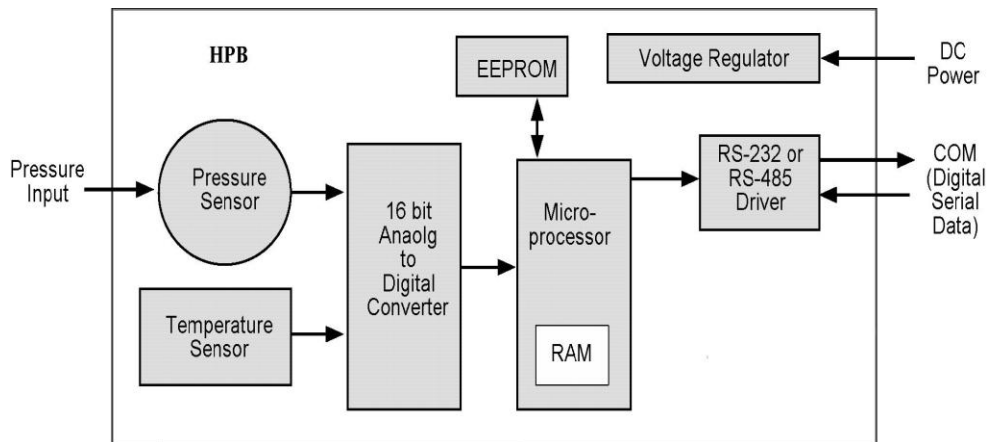 HPB
EEPROM
Voltage Regulator
DC
Power
Pressure
Input
Pressure
Sensor
16 bit
Anaolg
to
Digital
Converter
Micro-
processor
RS-232 or
RS-485
Driver
COM
(Digital
Serial
Data)
Temperature
Sensor
RAM